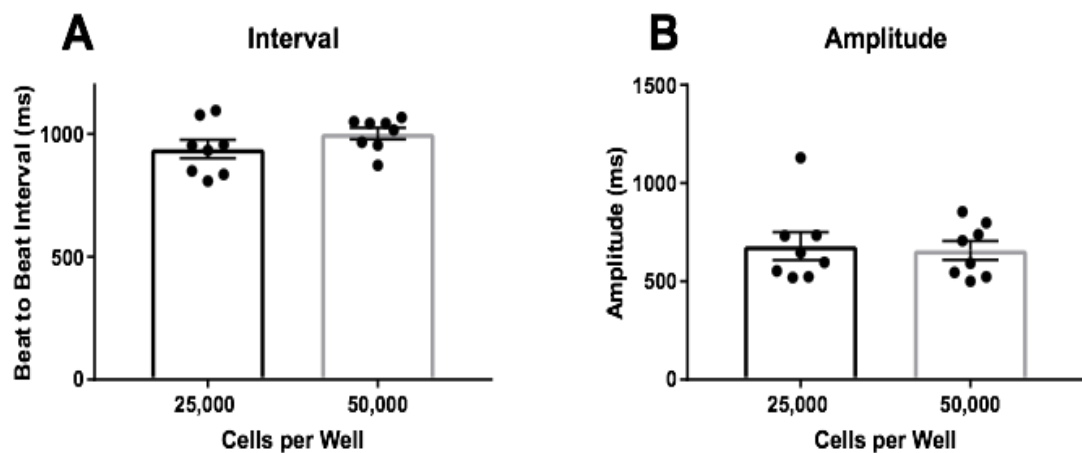 A
Interval
Beat to Beat Interval (ms)
1000
500
0
25,000
50,000
Cells per Well
B
Amplitude
Amplitude (ms)
1500
1000
500
0
25,000
50,000
Cells per Well